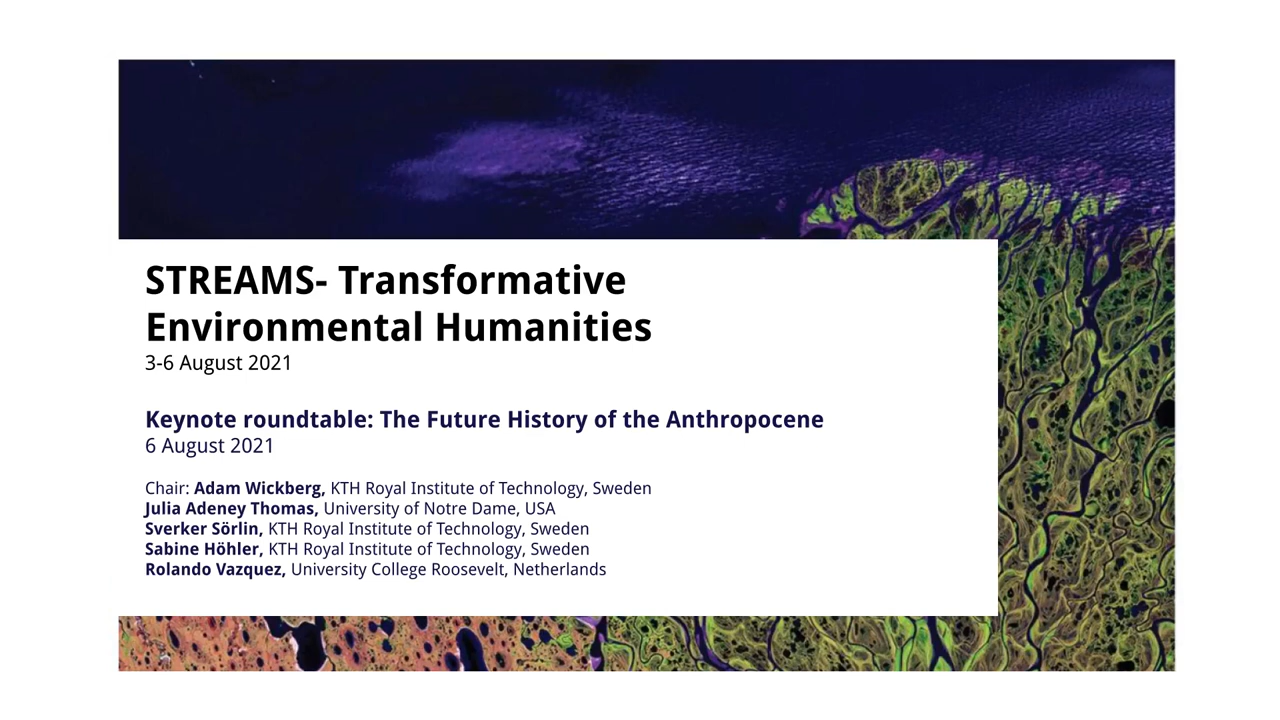 STREAMS- Transformative
Environmental Humanities
3-6 August 2021
Keynote roundtable: The Future History of the Anthropocene
6 August 2021
Chair: Adam Wickberg, KTH Royal Institute of Technology, Sweden
Julia Adeney Thomas, University of Notre Dame, USA
Sverker Sörlin, KTH Royal Institute of Technology, Sweden
Sabine Höhler, KTH Royal Institute of Technology, Sweden
Rolando Vazquez, University College Roosevelt, Netherlands